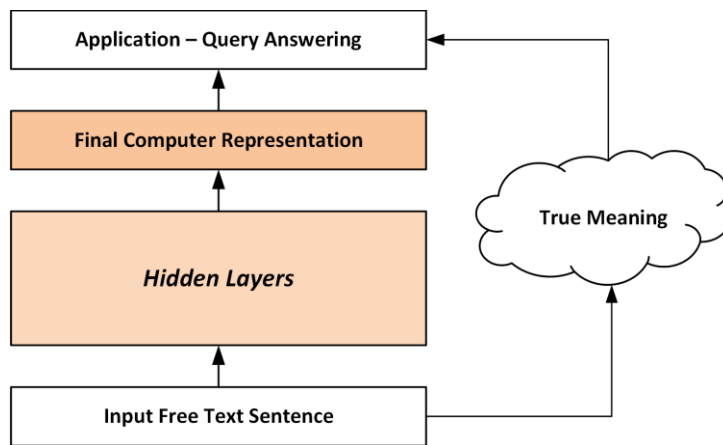 Application – Query Answering
Final Computer Representation
True Meaning
Hidden Layers
Input Free Text Sentence